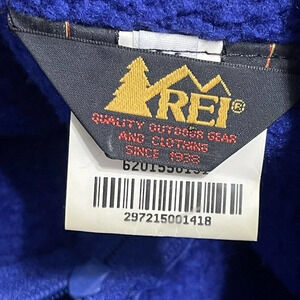 REI®
QUALITY OUTDOOR GEAR
AND CLOTHING
SINCE 1938
297215001418